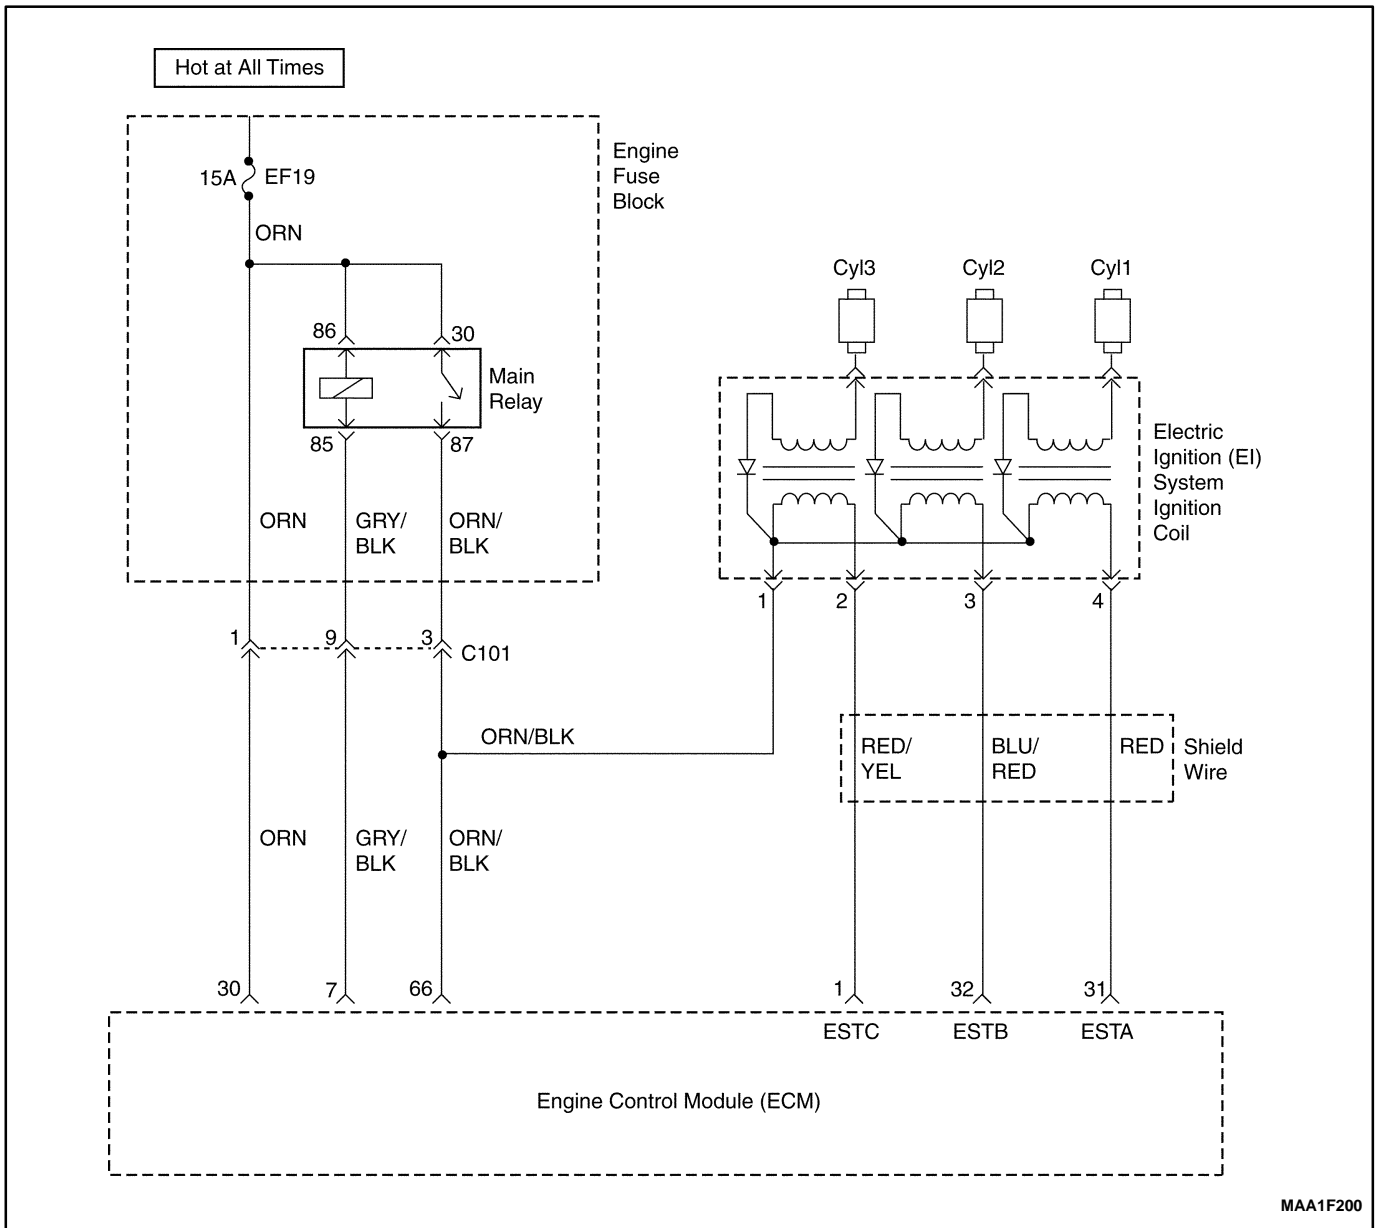 Hot at All Times
Engine
Fuse
Block
15A EF19
ORN
Cyl3 Cyl2 Cyl1
86 30
Main
Relay
85 87
Electric
Ignition (EI)
System
Ignition
Coil
ORN GRY/
BLK ORN/
BLK
1 2 3 4
1 9 3 C101
ORN/BLK
RED/
YEL
BLU/
RED
RED
Shield
Wire
ORN GRY/
BLK ORN/
BLK
30 7 66 1 32 31
ESTC ESTB ESTA
Engine Control Module (ECM)
MAA1F200